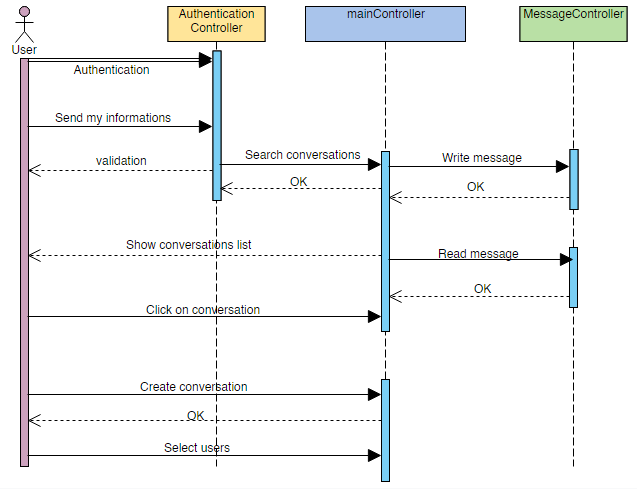 Authentication
Controller
mainController
MessageController
User
Authentication
Send my informations
validation
Search conversations
Write message
OK
OK
Show conversations list
Read message
OK
Click on conversation
Create conversation
OK
Select users